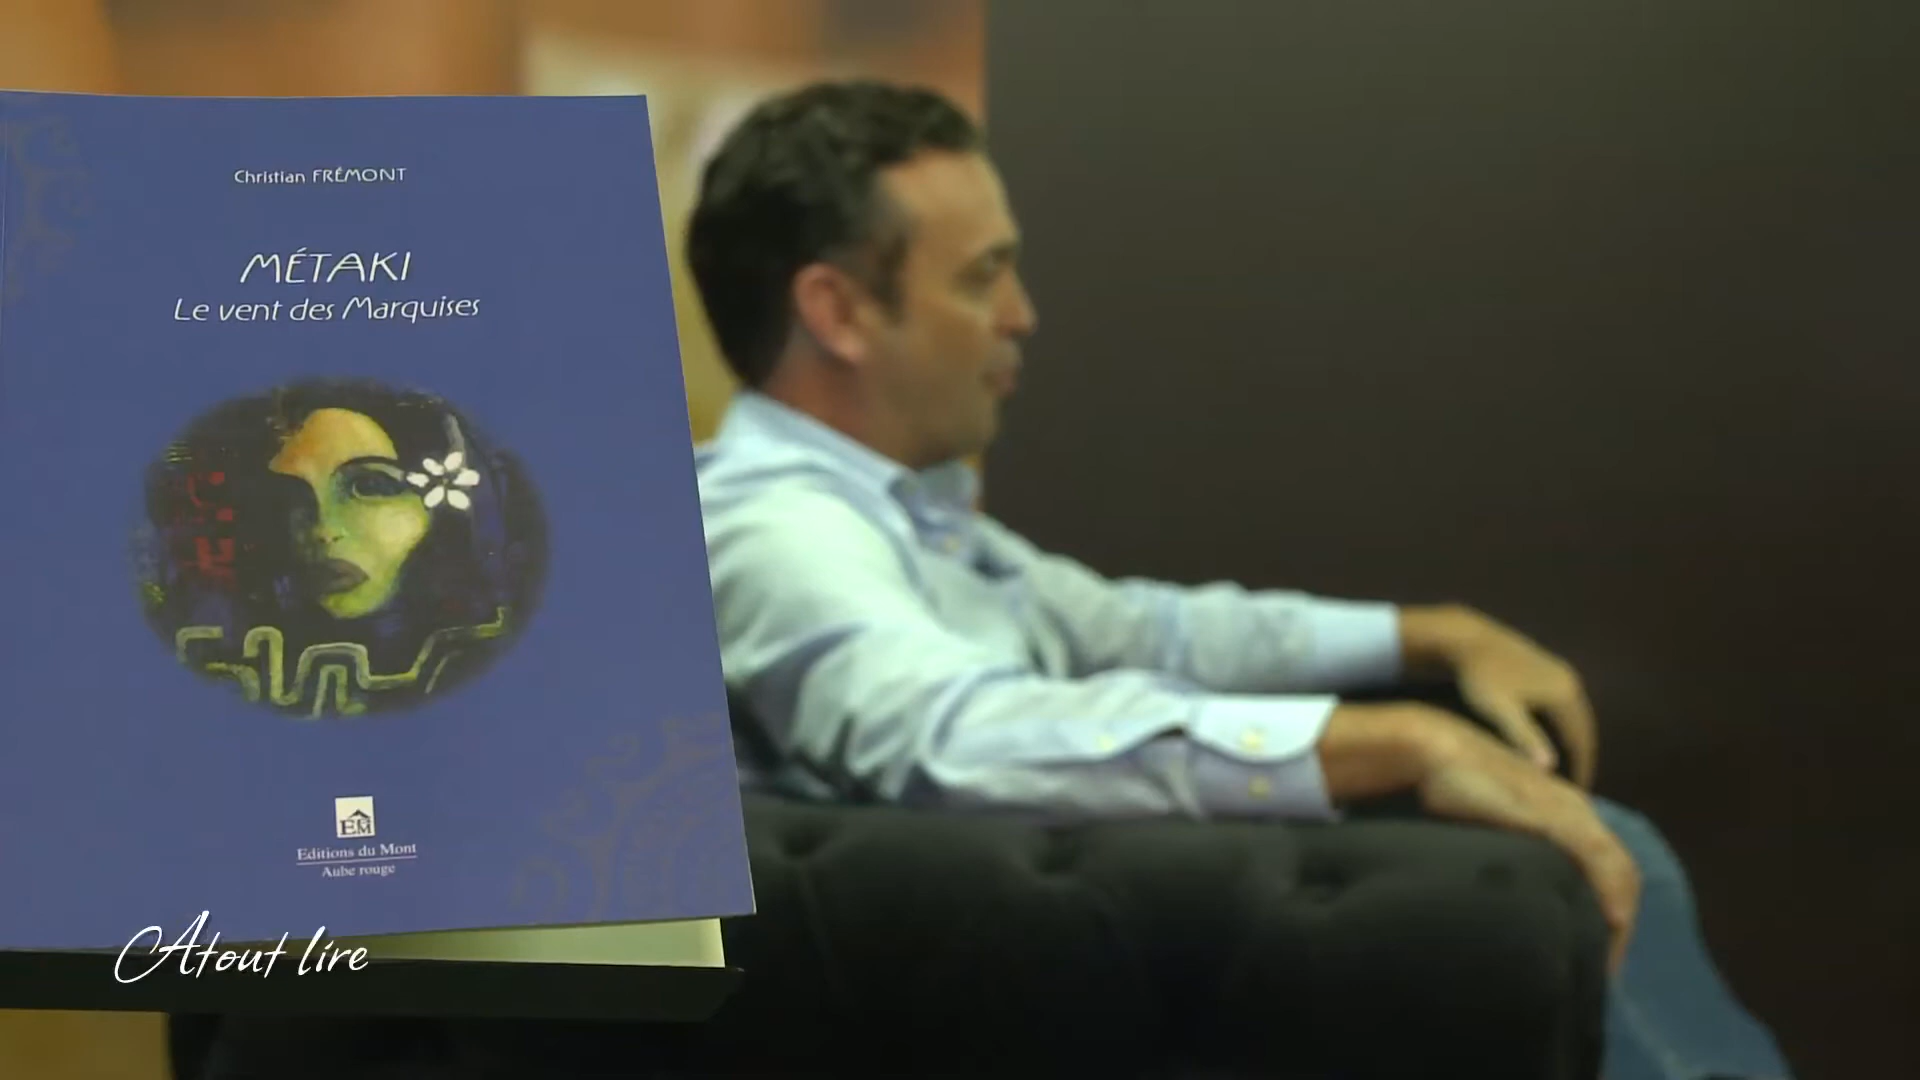 Christian FRÉMONT
MÉTAKI
Le vent des Marquises
EM
Editions du Mont
Aube rouge
Atout lire